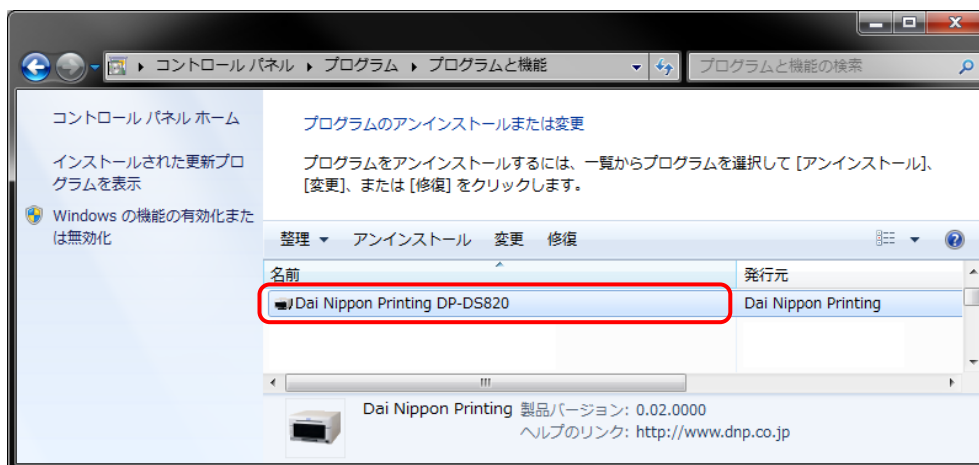 コントロール パネル ▸ プログラム ▸ プログラムと機能
プログラムと機能の検索
コントロール パネル ホーム
インストールされた更新プロ
グラムを表示
Windows の機能の有効化また
は無効化
プログラムのアンインストールまたは変更
プログラムをアンインストールするには、一覧からプログラムを選択して [アンインストール]、
[変更]、または [修復] をクリックします。
整理 ▼ アンインストール 変更 修復
名前 発行元
Dai Nippon Printing DP-DS820 Dai Nippon Printing
Dai Nippon Printing 製品バージョン: 0.02.0000
ヘルプのリンク: http://www.dnp.co.jp